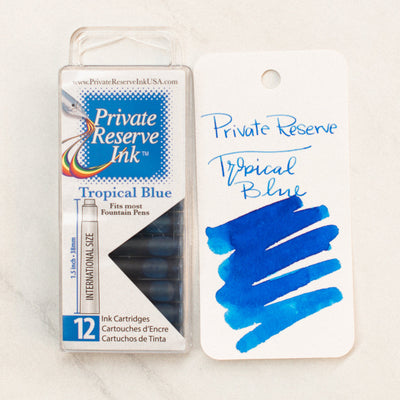 www.PrivateReserveInkUSA.com
Private
Reserve
Ink™
Tropical Blue
Fits most
Fountain Pens
1.5 inch - 38mm
INTERNATIONAL SIZE
12
Ink Cartridges
Cartouches d'Encre
Cartuchos de Tinta
Private Reserve
Tropical
Blue